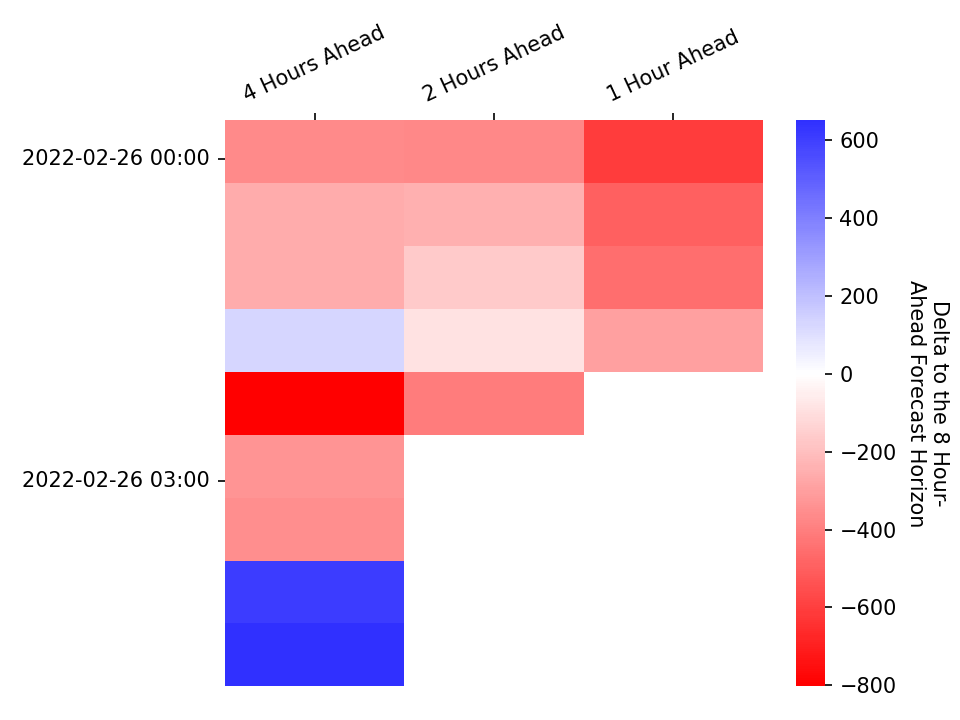 4 Hours Ahead
2 Hours Ahead
1 Hour Ahead
2022-02-26 00:00
2022-02-26 03:00
600
400
200
0
−200
−400
−600
−800
Delta to the 8 Hour-
Ahead Forecast Horizon